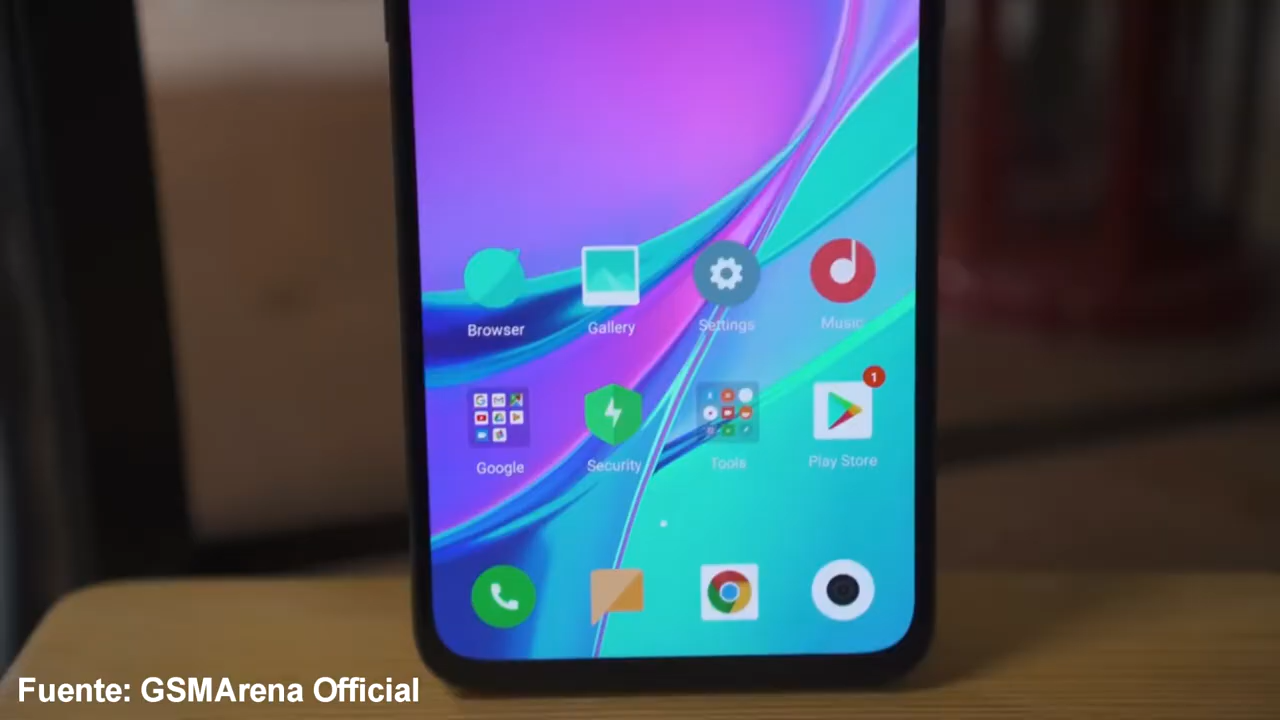 Browser
Gallery
Settings
Music
1
Google
Security
Tools
Play Store
Fuente: GSMArena Official